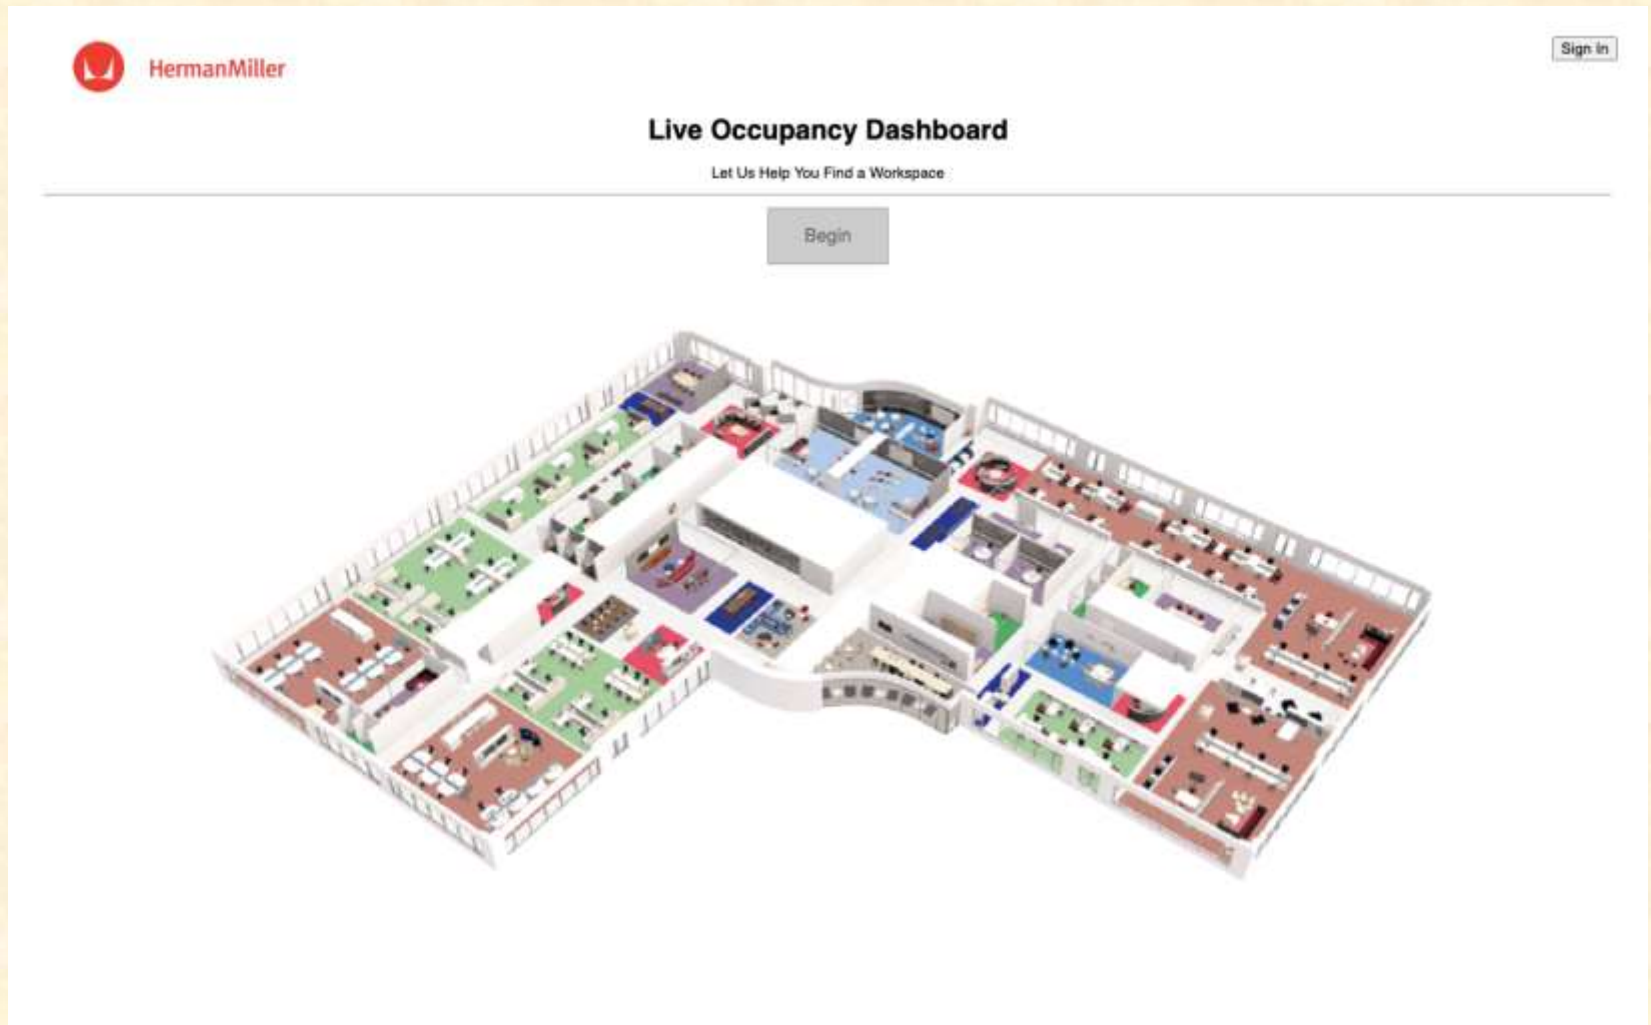 HermanMiller
Sign In
Live Occupancy Dashboard
Let Us Help You Find a Workspace
Begin